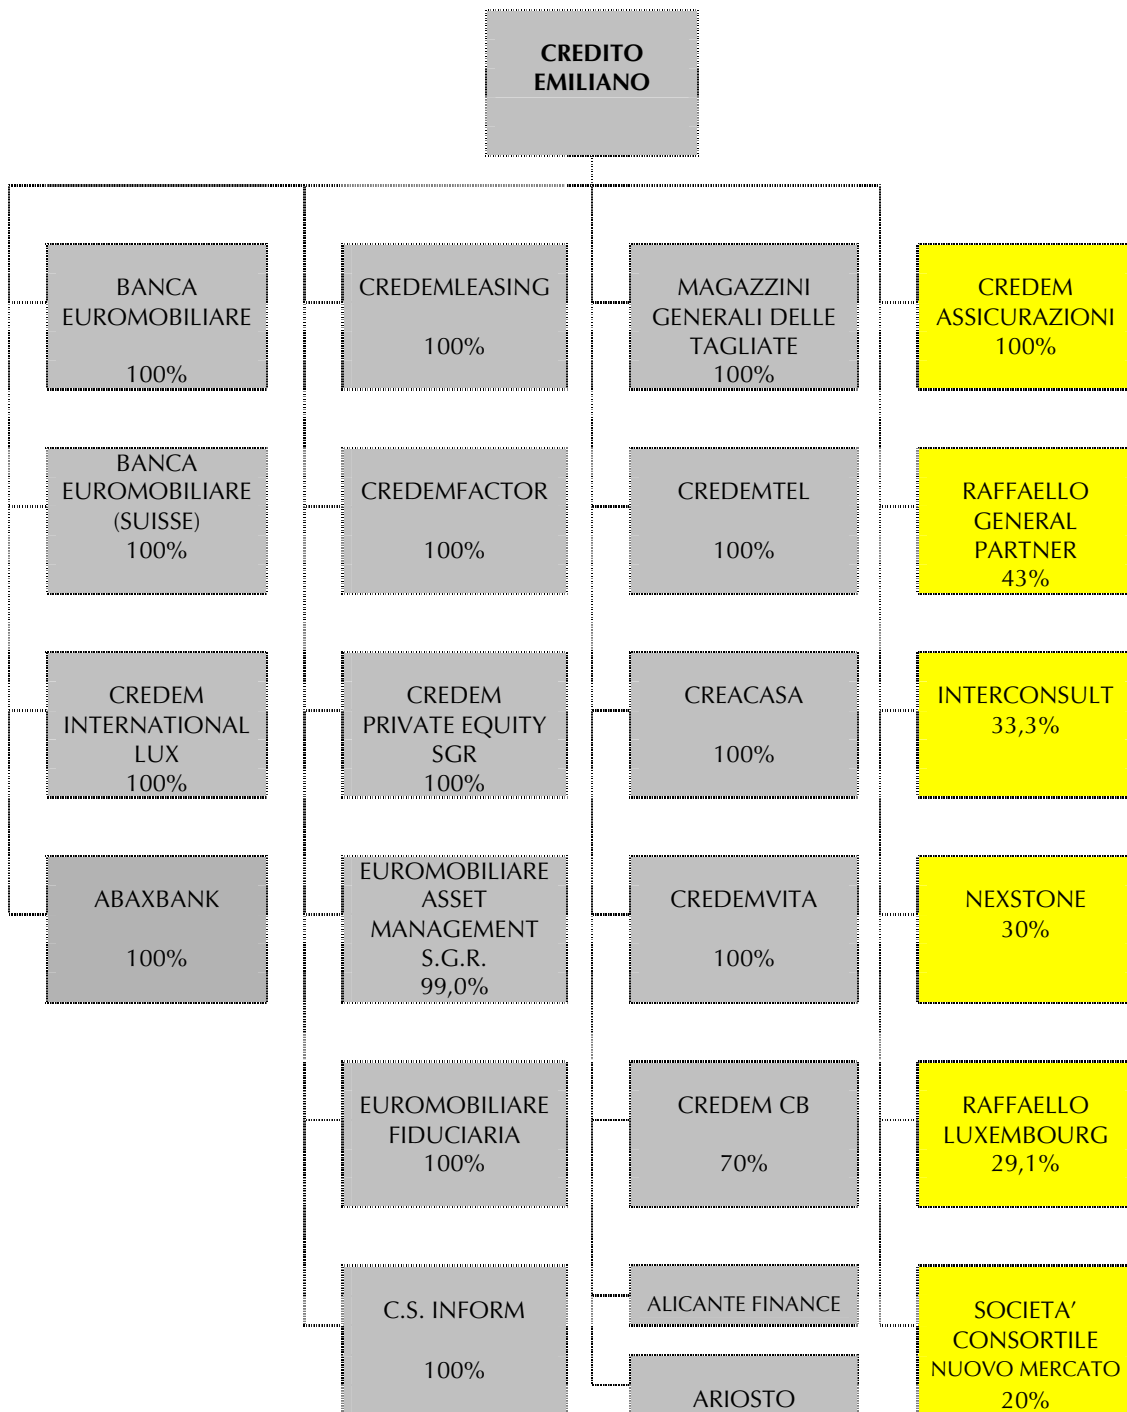 CREDITO
EMILIANO
BANCA
EUROMOBILIARE
100%
CREDEMLEASING
100%
MAGAZZINI
GENERALI DELLE
TAGLIATE
100%
CREDEM
ASSICURAZIONI
100%
BANCA
EUROMOBILIARE
(SUISSE)
100%
CREDEMFACTOR
100%
CREDEMTEL
100%
RAFFAELLO
GENERAL
PARTNER
43%
CREDEM
INTERNATIONAL
LUX
100%
CREDEM
PRIVATE EQUITY
SGR
100%
CREACASA
100%
INTERCONSULT
33,3%
ABAXBANK
100%
EUROMOBILIARE
ASSET
MANAGEMENT
S.G.R.
99,0%
CREDEMVITA
100%
NEXSTONE
30%
EUROMOBILIARE
FIDUCIARIA
100%
CREDEM CB
70%
RAFFAELLO
LUXEMBOURG
29,1%
C.S. INFORM
100%
ALICANTE FINANCE
ARIOSTO
SOCIETA’
CONSORTILE
NUOVO MERCATO
20%